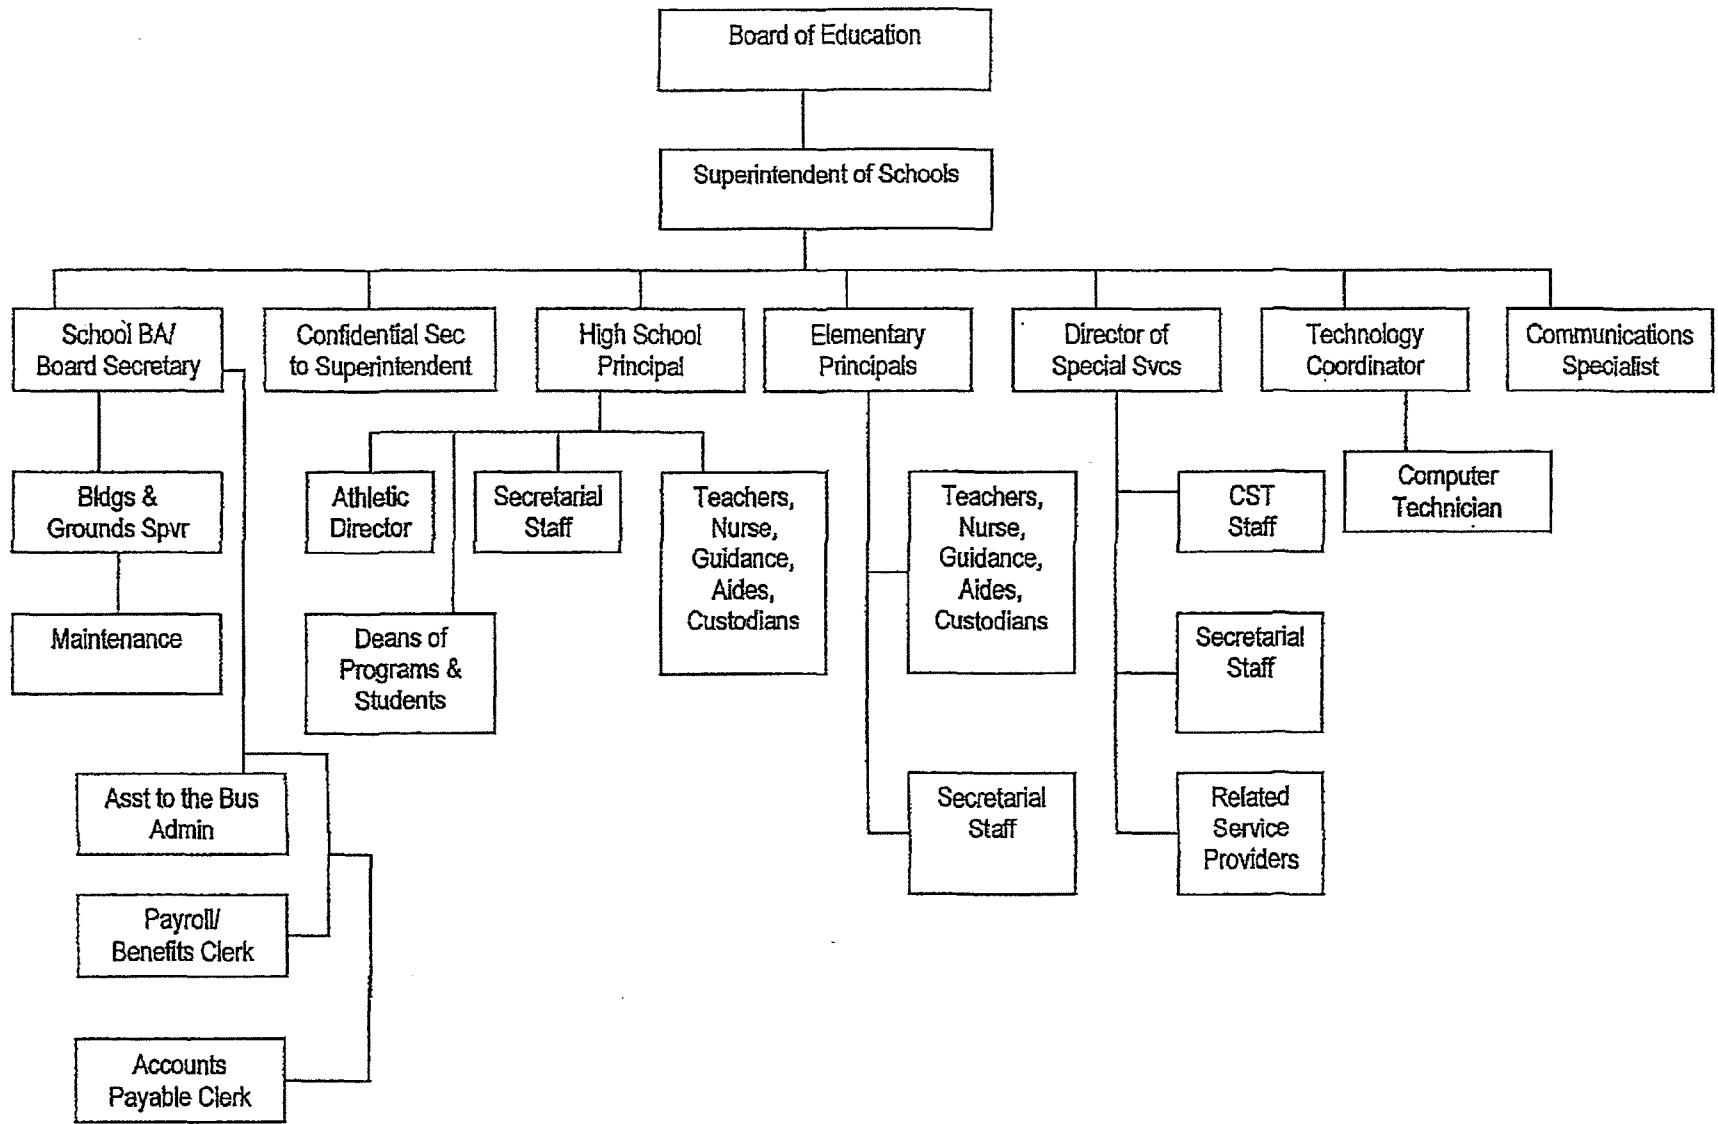 Board of Education
Superintendent of Schools
School BA/
Board Secretary
Confidential Sec
to Superintendent
High School
Principal
Elementary
Principals
Director of
Special Svcs
Technology
Coordinator
Communications
Specialist
Bldgs &
Grounds Spvr
Athletic
Director
Secretarial
Staff
Teachers,
Nurse,
Guidance,
Aides,
Custodians
Teachers,
Nurse,
Guidance,
Aides,
Custodians
CST
Staff
Computer
Technician
Maintenance
Deans of
Programs &
Students
Secretarial
Staff
Asst to the Bus
Admin
Secretarial
Staff
Related
Service
Providers
Payroll/
Benefits Clerk
Accounts
Payable Clerk